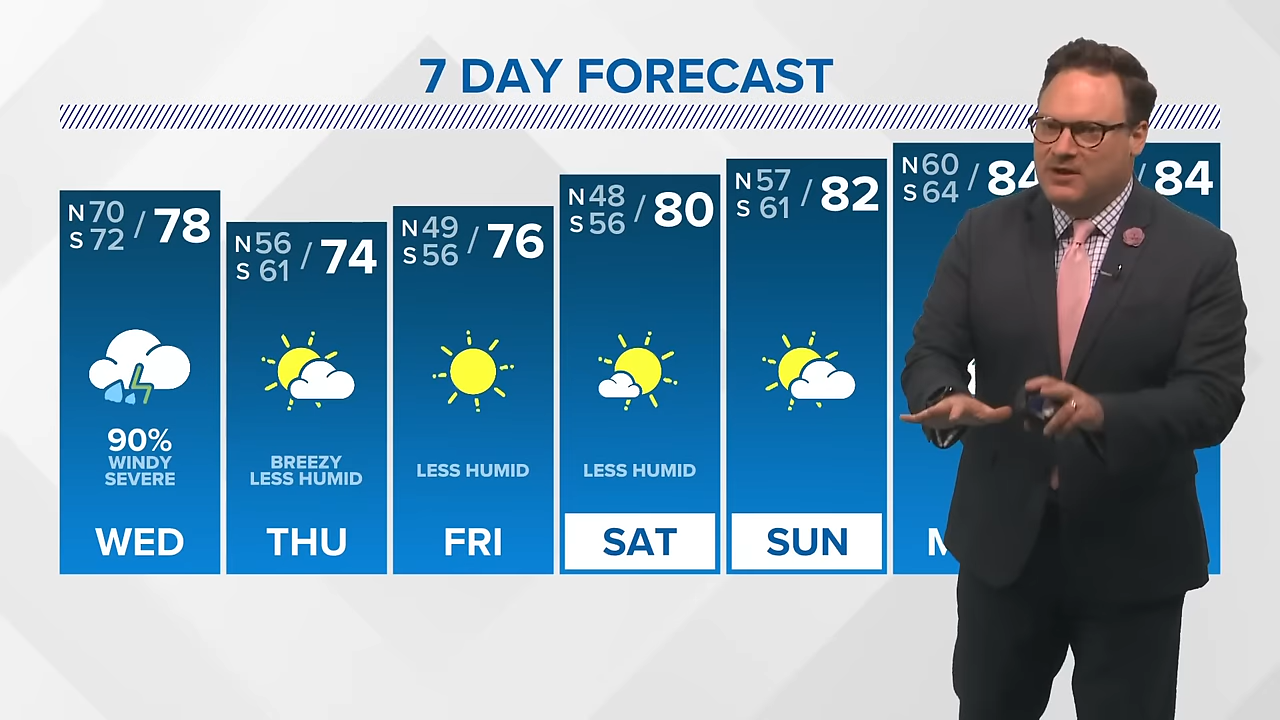 7 DAY FORECAST
N 70
S 72
/ 78
90%
WINDY
SEVERE
WED
N 56
S 61
/ 74
BREEZY
LESS HUMID
THU
N 49
S 56
/ 76
LESS HUMID
FRI
N 48
S 56
/ 80
LESS HUMID
SAT
N 57
S 61
/ 82
SUN
N 60
S 64
/ 84
M
/ 84